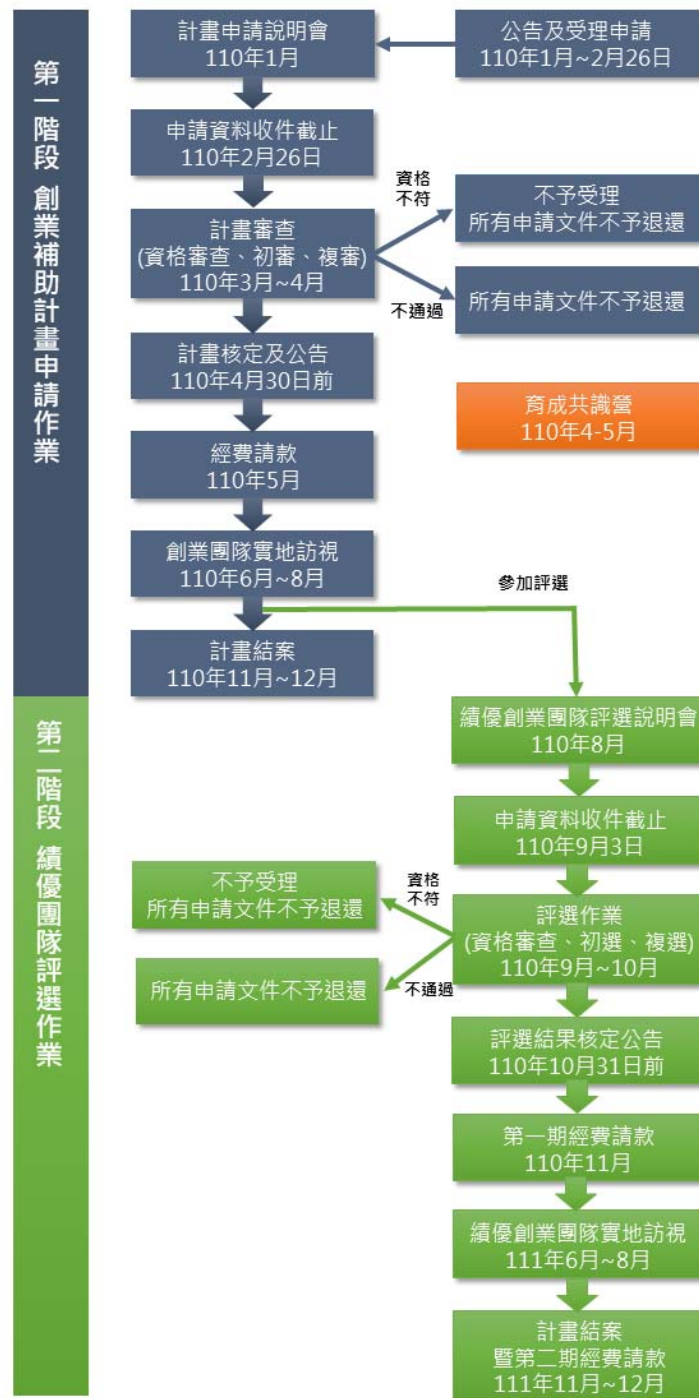 第一階段 創業補助計畫申請作業
公告及受理申請
110年1月~2月26日
計畫申請說明會
110年1月
申請資料收件截止
110年2月26日
計畫審查
(資格審查、初審、複審)
110年3月~4月
資格
不符
不予受理
所有申請文件不予退還
不通過
所有申請文件不予退還
計畫核定及公告
110年4月30日前
育成共識營
110年4-5月
經費請款
110年5月
創業團隊實地訪視
110年6月~8月
參加評選
計畫結案
110年11月~12月
第二階段 績優團隊評選作業
績優創業團隊評選說明會
110年8月
申請資料收件截止
110年9月3日
評選作業
(資格審查、初選、複選)
110年9月~10月
資格
不符
不予受理
所有申請文件不予退還
不通過
所有申請文件不予退還
評選結果核定公告
110年10月31日前
第一期經費請款
110年11月
績優創業團隊實地訪視
111年6月~8月
計畫結案
暨第二期經費請款
111年11月~12月